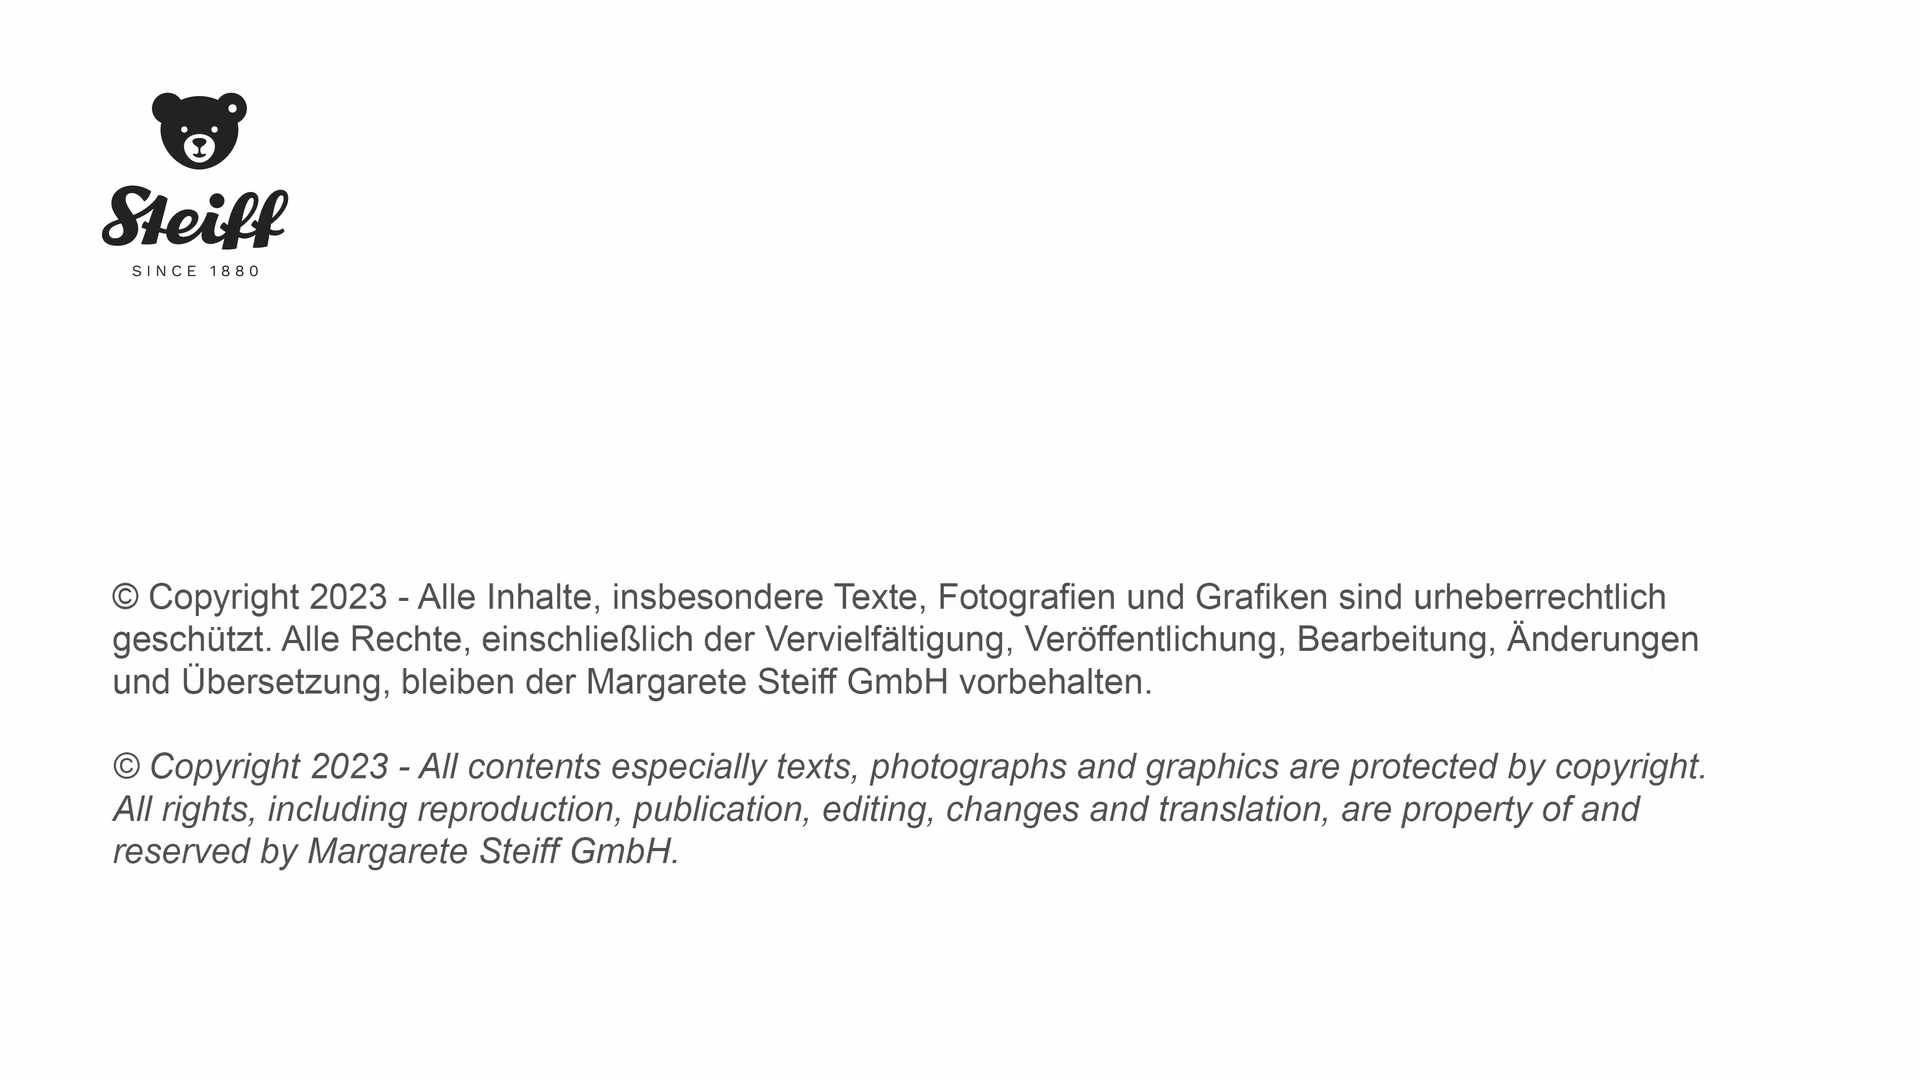 Steiff
SINCE 1880
© Copyright 2023 - Alle Inhalte, insbesondere Texte, Fotografien und Grafiken sind urheberrechtlich
geschützt. Alle Rechte, einschließlich der Vervielfältigung, Veröffentlichung, Bearbeitung, Änderungen
und Übersetzung, bleiben der Margarete Steiff GmbH vorbehalten.
© Copyright 2023 - All contents especially texts, photographs and graphics are protected by copyright.
All rights, including reproduction, publication, editing, changes and translation, are property of and
reserved by Margarete Steiff GmbH.